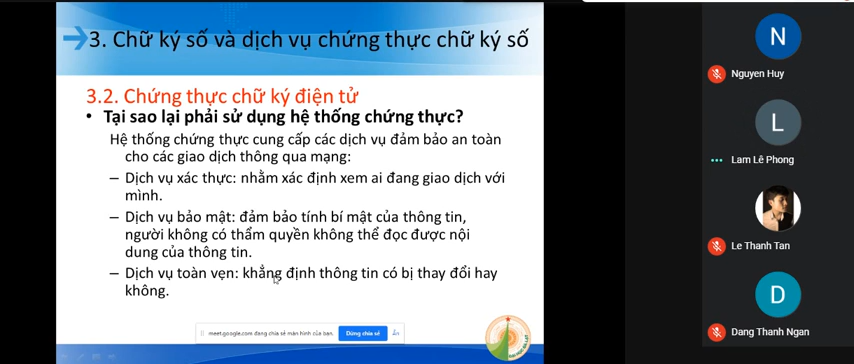 3. Chữ ký số và dịch vụ chứng thực chữ ký số
3.2. Chứng thực chữ ký điện tử
• Tại sao lại phải sử dụng hệ thống chứng thực?
Hệ thống chứng thực cung cấp các dịch vụ đảm bảo an toàn
cho các giao dịch thông qua mạng:
– Dịch vụ xác thực: nhằm xác định xem ai đang giao dịch với
mình.
– Dịch vụ bảo mật: đảm bảo tính bí mật của thông tin,
người không có thẩm quyền không thể đọc được nội
dung của thông tin.
– Dịch vụ toàn vẹn: khẳng định thông tin có bị thay đổi hay
không.
meet.google.com đang chia sẻ màn hình của bạn.
Dừng chia sẻ
Ẩn
N
Nguyen Huy
L
Lam Lê Phong
Le Thanh Tan
D
Dang Thanh Ngan